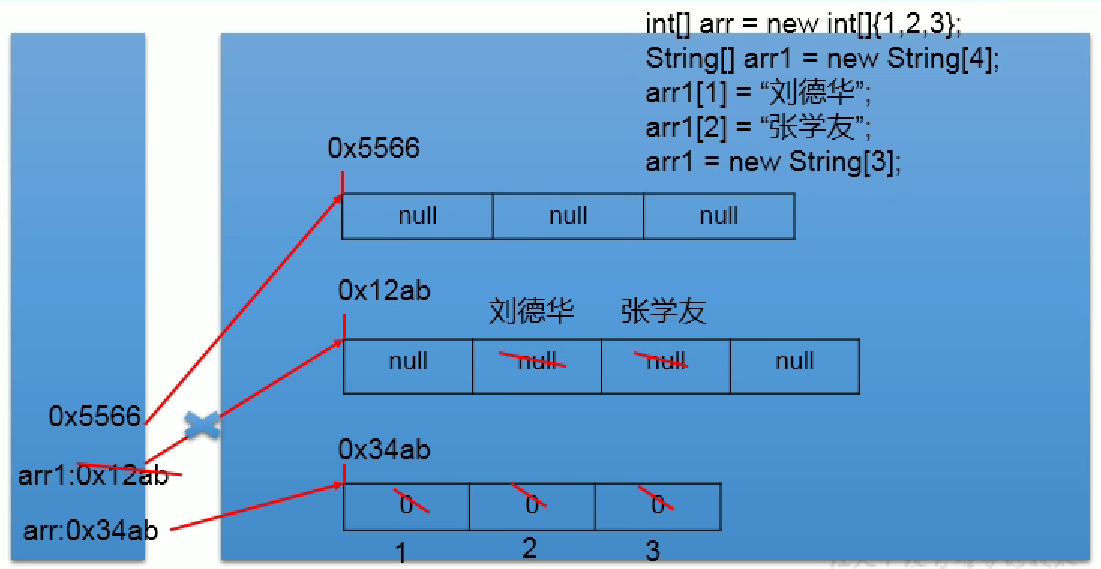 int[] arr = new int[]{1,2,3};
String[] arr1 = new String[4];
arr1[1] = “刘德华”;
arr1[2] = “张学友”;
arr1 = new String[3];
0x5566
null null null
0x12ab
刘德华 张学友
null null null null
0x5566
arr1:0x12ab
arr:0x34ab
0x34ab
0 0 0
1 2 3